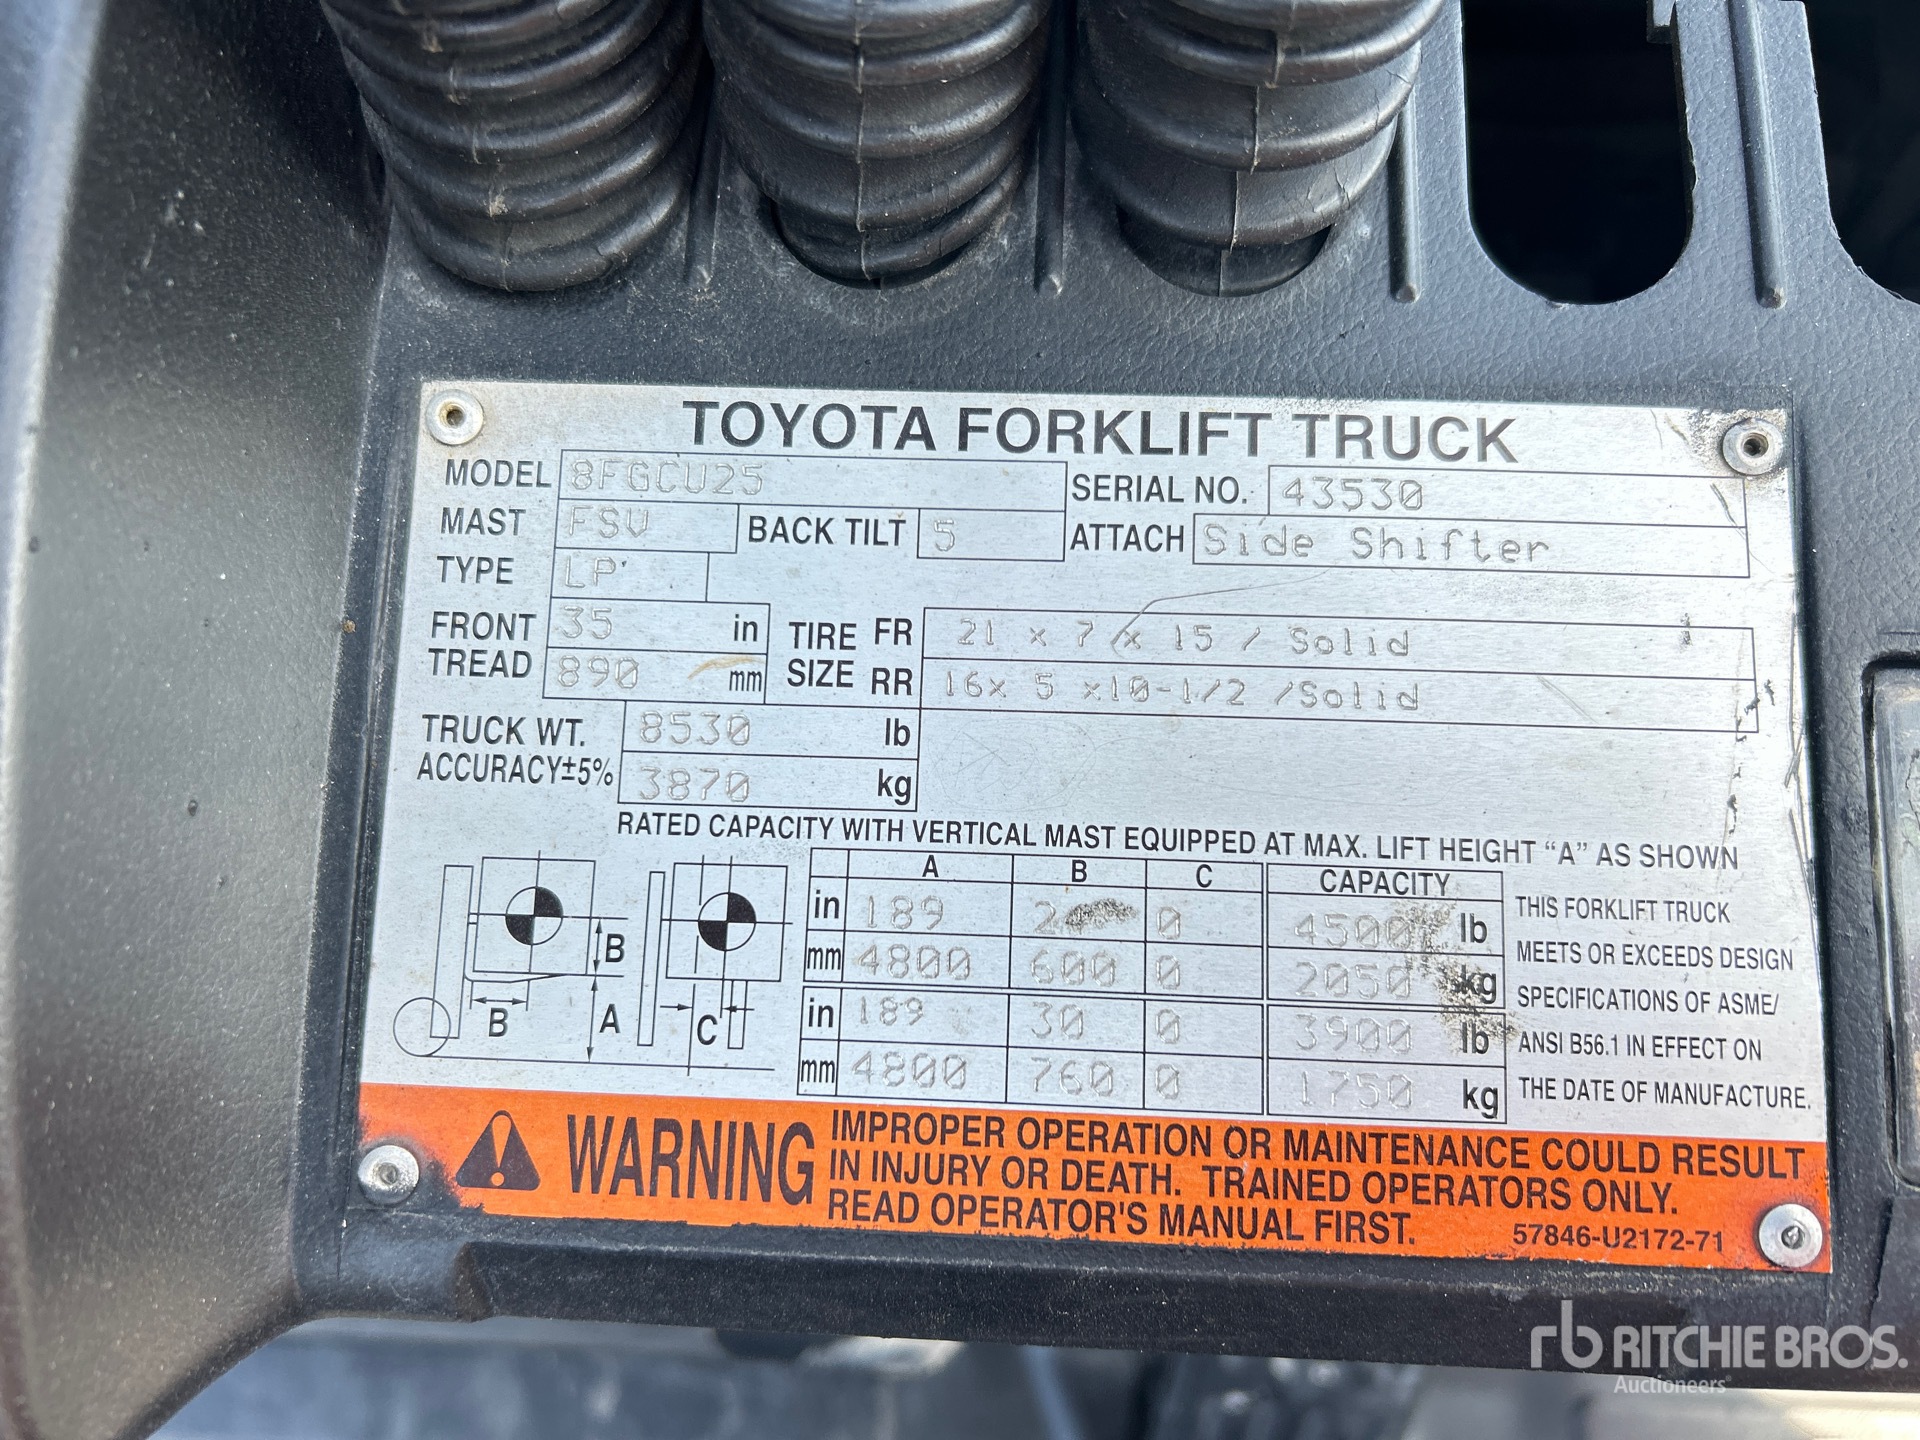 TOYOTA FORKLIFT TRUCK
MODEL 8FGCU25 SERIAL NO. 43530
MAST FSV BACK TILT 5 ATTACH Side Shifter
TYPE LP
FRONT TREAD 35 in TIRE SIZE FR 21 x 7 x 15 / Solid
890 mm RR 16x 5 x10-1/2 /Solid
TRUCK WT. 8530 lb
ACCURACY±5% 3870 kg
RATED CAPACITY WITH VERTICAL MAST EQUIPPED AT MAX. LIFT HEIGHT "A" AS SHOWN
A B C CAPACITY
in 189 0 4500 lb
mm 4800 600 0 2050 kg
in 189 30 0 3900 lb
mm 4800 760 0 1750 kg
B
B A C
THIS FORKLIFT TRUCK
MEETS OR EXCEEDS DESIGN
SPECIFICATIONS OF ASME/
ANSI B56.1 IN EFFECT ON
THE DATE OF MANUFACTURE.
WARNING
IMPROPER OPERATION OR MAINTENANCE COULD RESULT
IN INJURY OR DEATH. TRAINED OPERATORS ONLY.
READ OPERATOR'S MANUAL FIRST.
57846-U2172-71
rb RITCHIE BROS.
Auctioneers